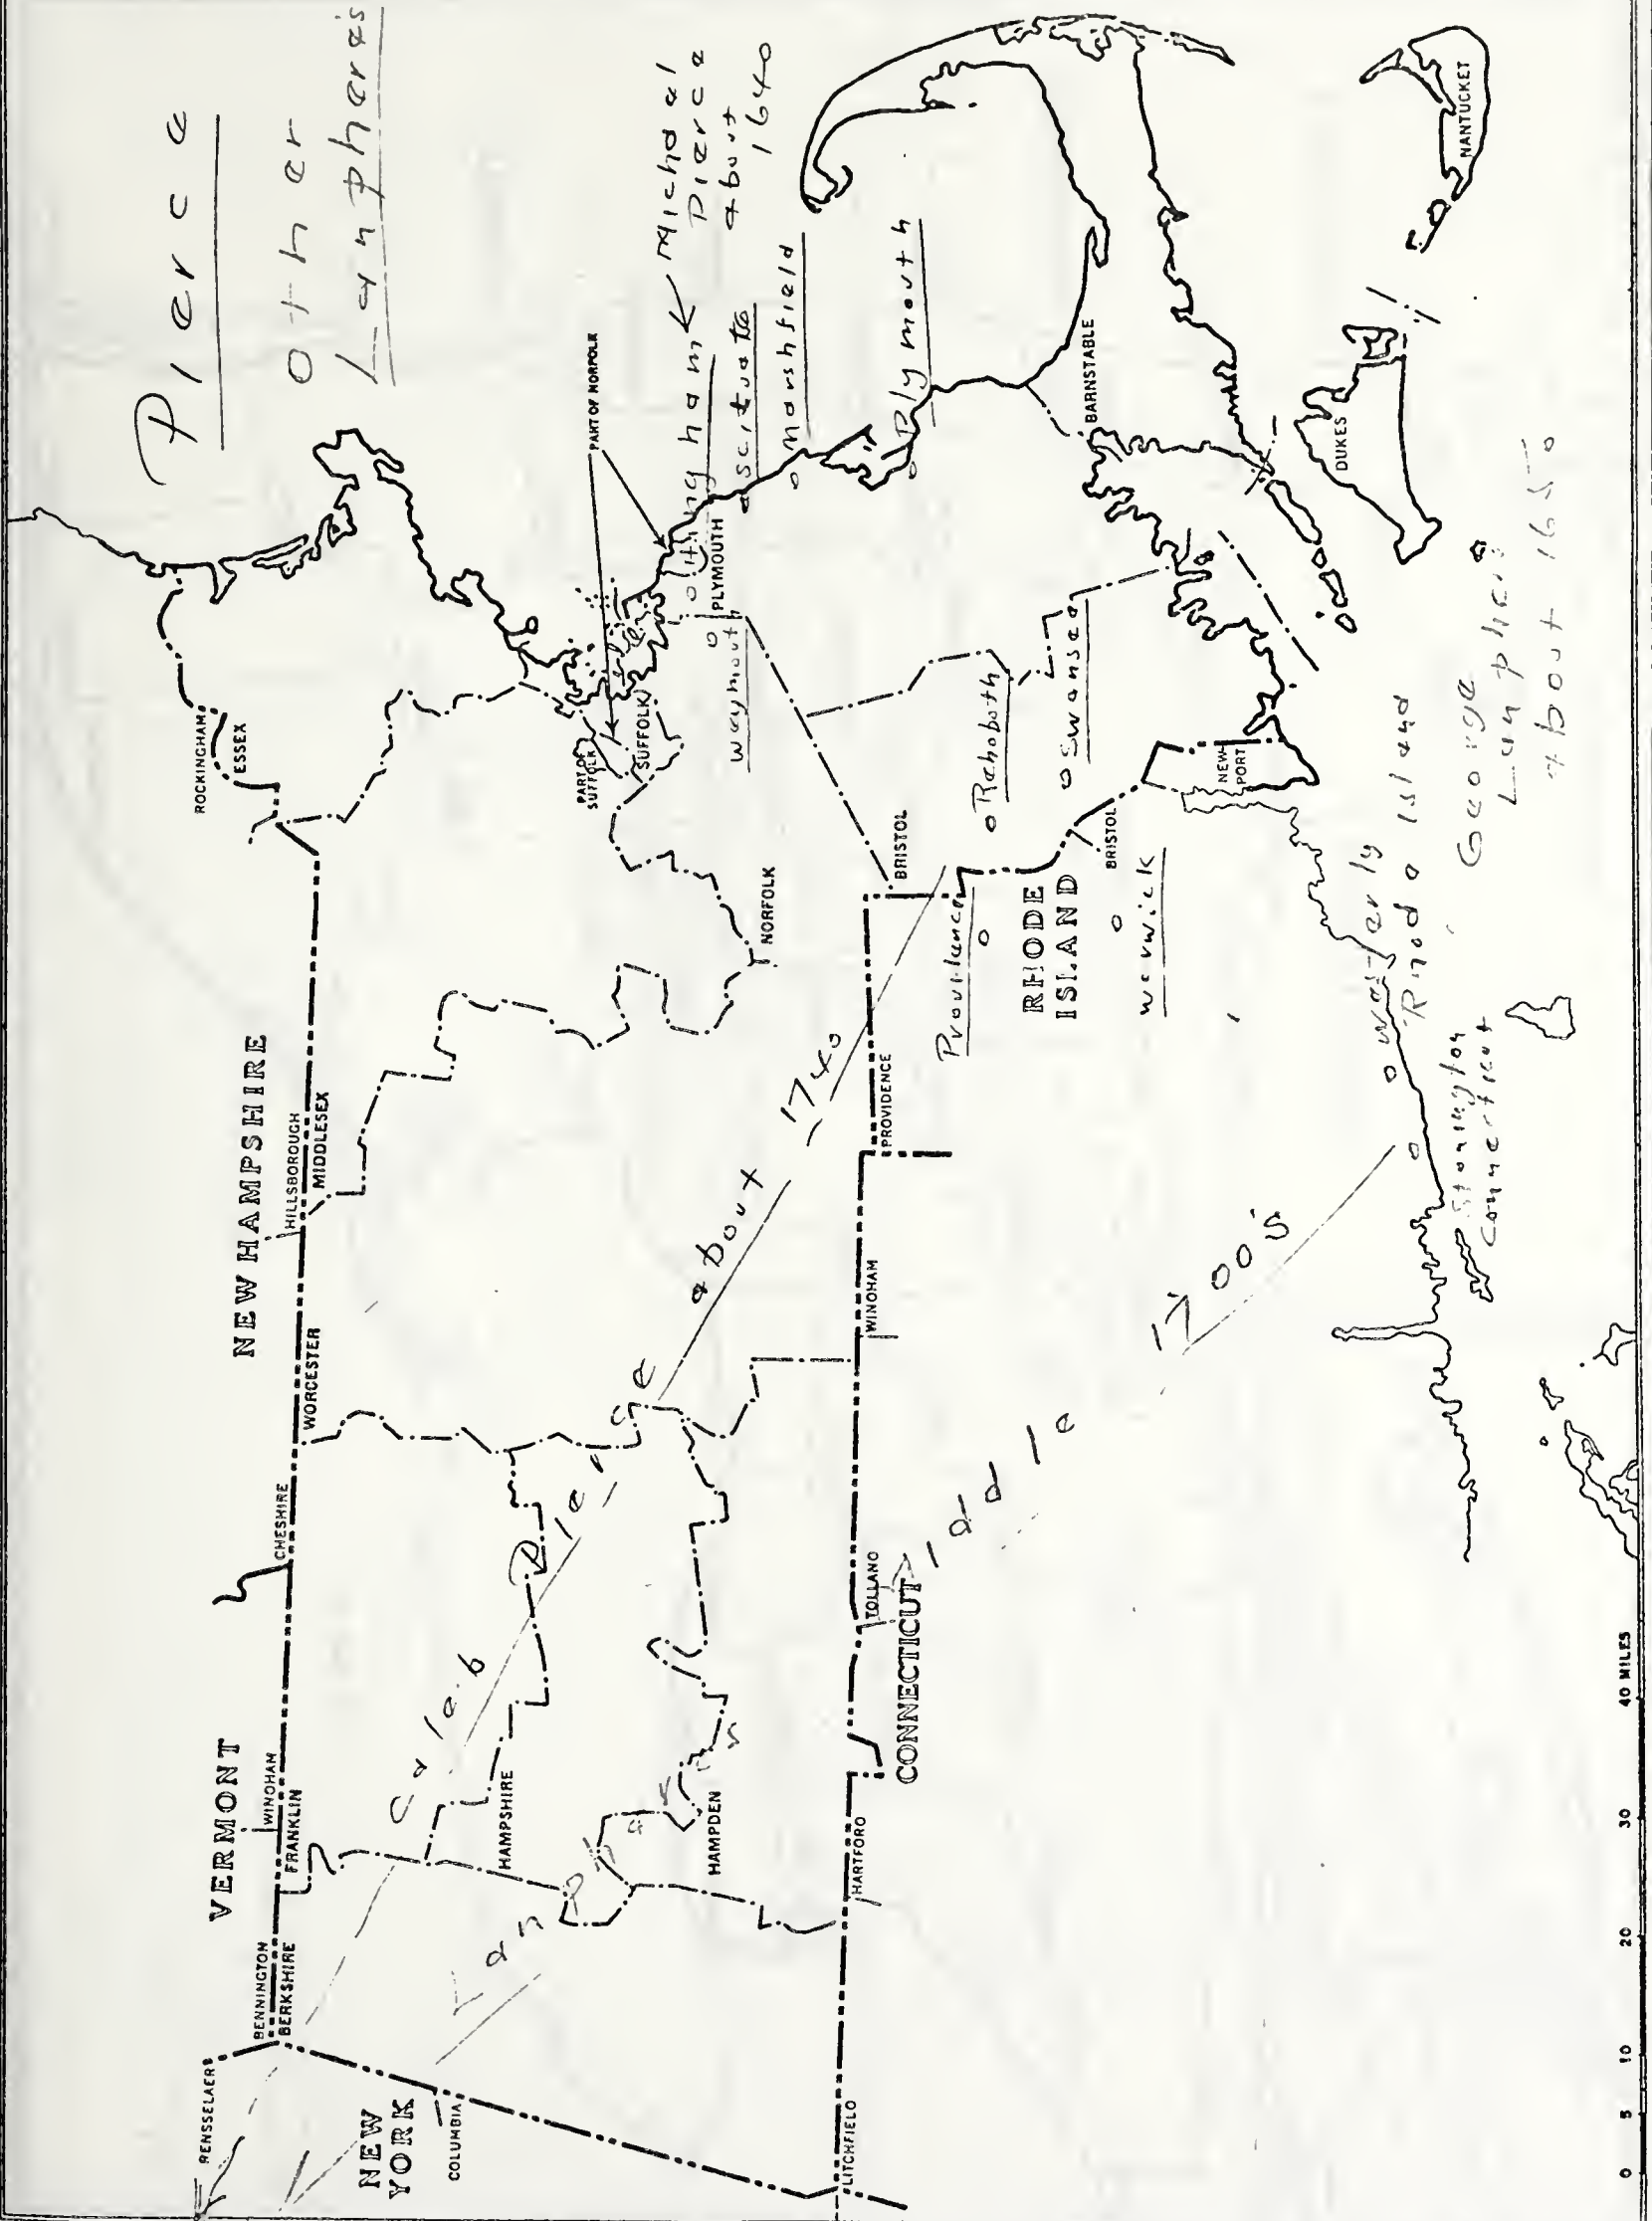 Pierce
Other
Lanphere's
Michael
Pierce
about
1640
Hingham
Scituate
Marshfield
Plymouth
PART OF NORFOLK
PLYMOUTH
Weymouth
PART OF
SUFFOLK
SUFFOLK
ROCKINGHAM
ESSEX
NEW HAMPSHIRE
HILLSBOROUGH
MIDDLESEX
WORCESTER
CHESHIRE
VERMONT
WINDHAM
FRANKLIN
BENNINGTON
BERKSHIRE
RENSSELAER
NEW
YORK
COLUMBIA
Caleb
Pierce
about 1740
HAMPSHIRE
HAMPDEN
NORFOLK
BRISTOL
Rehoboth
Swansea
BARNSTABLE
NANTUCKET
DUKES
NEW-
PORT
BRISTOL
Providence
RHODE
ISLAND
Warwick
PROVIDENCE
WINDHAM
TOLLAND
CONNECTICUT
HARTFORD
LITCHFIELD
1700's
Westerly
Rhode Island
Stonington
Connecticut
George
Lanphere
about 1650
0 5 10 20 30 40 MILES